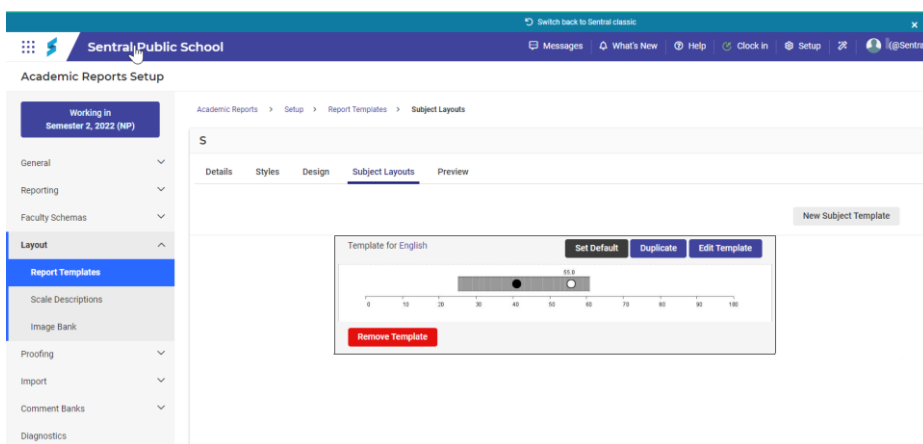 Switch back to Sentral classic
x
Sentral Public School
Messages
What's New
Help
Clock in
Setup
(@Sentra
Academic Reports Setup
Working in
Semester 2, 2022 (NP)
Academic Reports > Setup > Report Templates > Subject Layouts
S
General
Details Styles Design Subject Layouts Preview
Reporting
Faculty Schemas
New Subject Template
Layout
Template for English
Set Default Duplicate Edit Template
Report Templates
55.0
Scale Descriptions
0 10 20 30 40 50 60 70 80 90 100
Image Bank
Remove Template
Proofing
Import
Comment Banks
Diagnostics